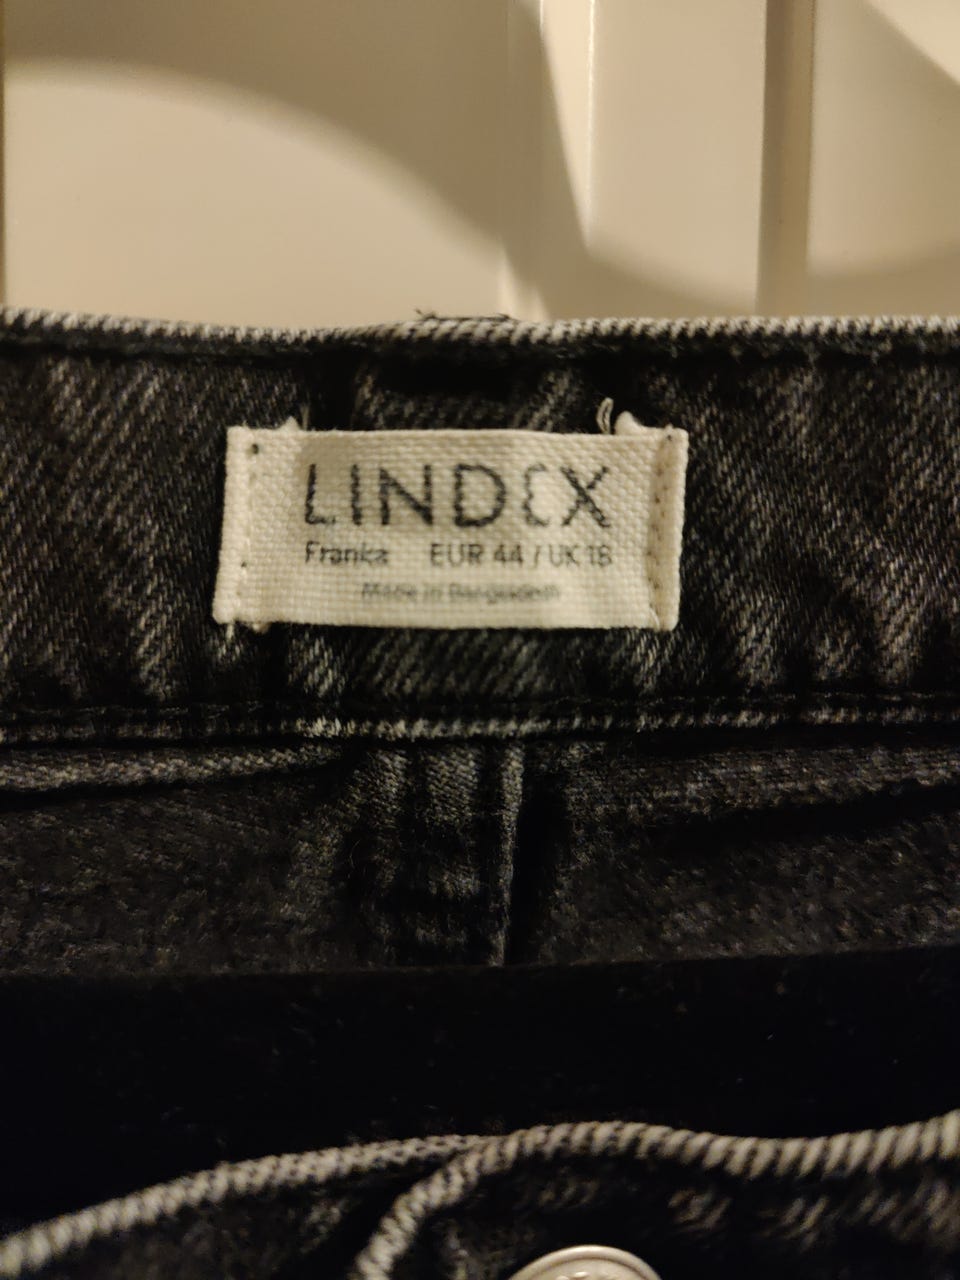 LINDEX
Franka EUR 44 / UK 18
Made in Bangladesh